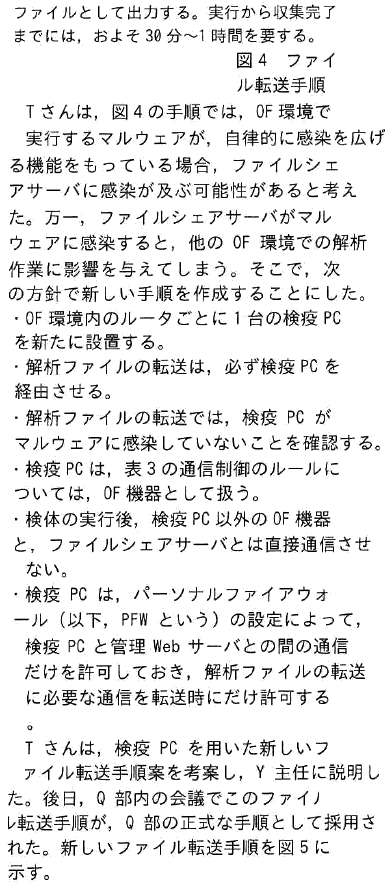 ファイルとして出力する。実行から収集完了
までには，およそ30分～1時間を要する。
図4　ファイ
ル転送手順
Tさんは，図4の手順では，OF環境で
実行するマルウェアが，自律的に感染を広げ
る機能をもっている場合，ファイルシェ
アサーバに感染が及ぶ可能性があると考え
た。万一，ファイルシェアサーバがマル
ウェアに感染すると，他の OF 環境での解析
作業に影響を与えてしまう。そこで，次
の方針で新しい手順を作成することにした。
・OF環境内のルータごとに1台の検疫PC
を新たに設置する。
・解析ファイルの転送は，必ず検疫PCを
経由させる。
・解析ファイルの転送では，検疫 PC が
マルウェアに感染していないことを確認する。
・検疫PCは，表3の通信制御のルールに
ついては，OF機器として扱う。
・検体の実行後，検疫PC以外のOF機器
と，ファイルシェアサーバとは直接通信させ
ない。
・検疫 PC は，パーソナルファイアウォ
ール（以下，PFW という）の設定によって，
検疫 PC と管理 Web サーバとの間の通信
だけを許可しておき，解析ファイルの転送
に必要な通信を転送時にだけ許可する
。
T さんは，検疫 PC を用いた新しいフ
ァイル転送手順案を考案し，Y 主任に説明し
た。後日，Q 部内の会議でこのファイ
ル転送手順が，Q 部の正式な手順として採用さ
れた。新しいファイル転送手順を図5に
示す。